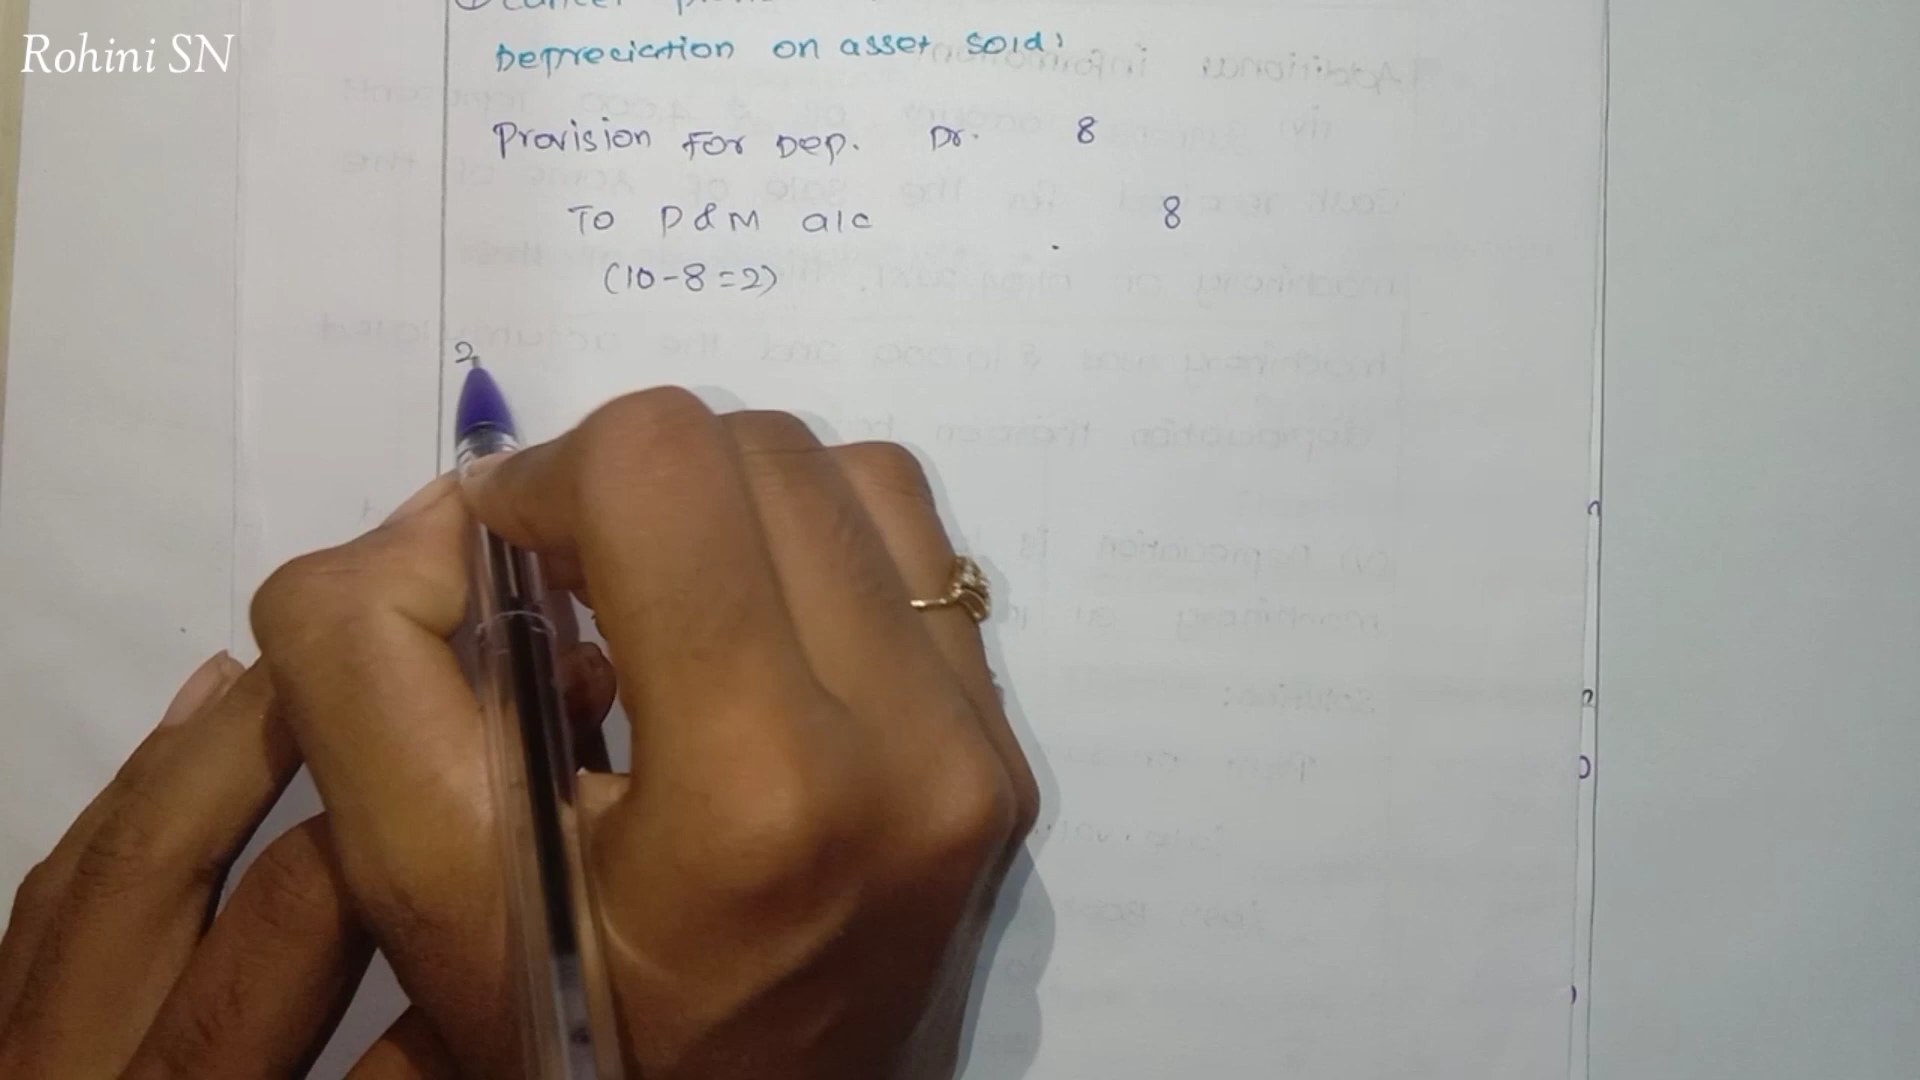 Rohini SN
Depreciation on asset sold:
Provision For Dep. Dr. 8
To P&M a/c 8
(10-8=2)
2